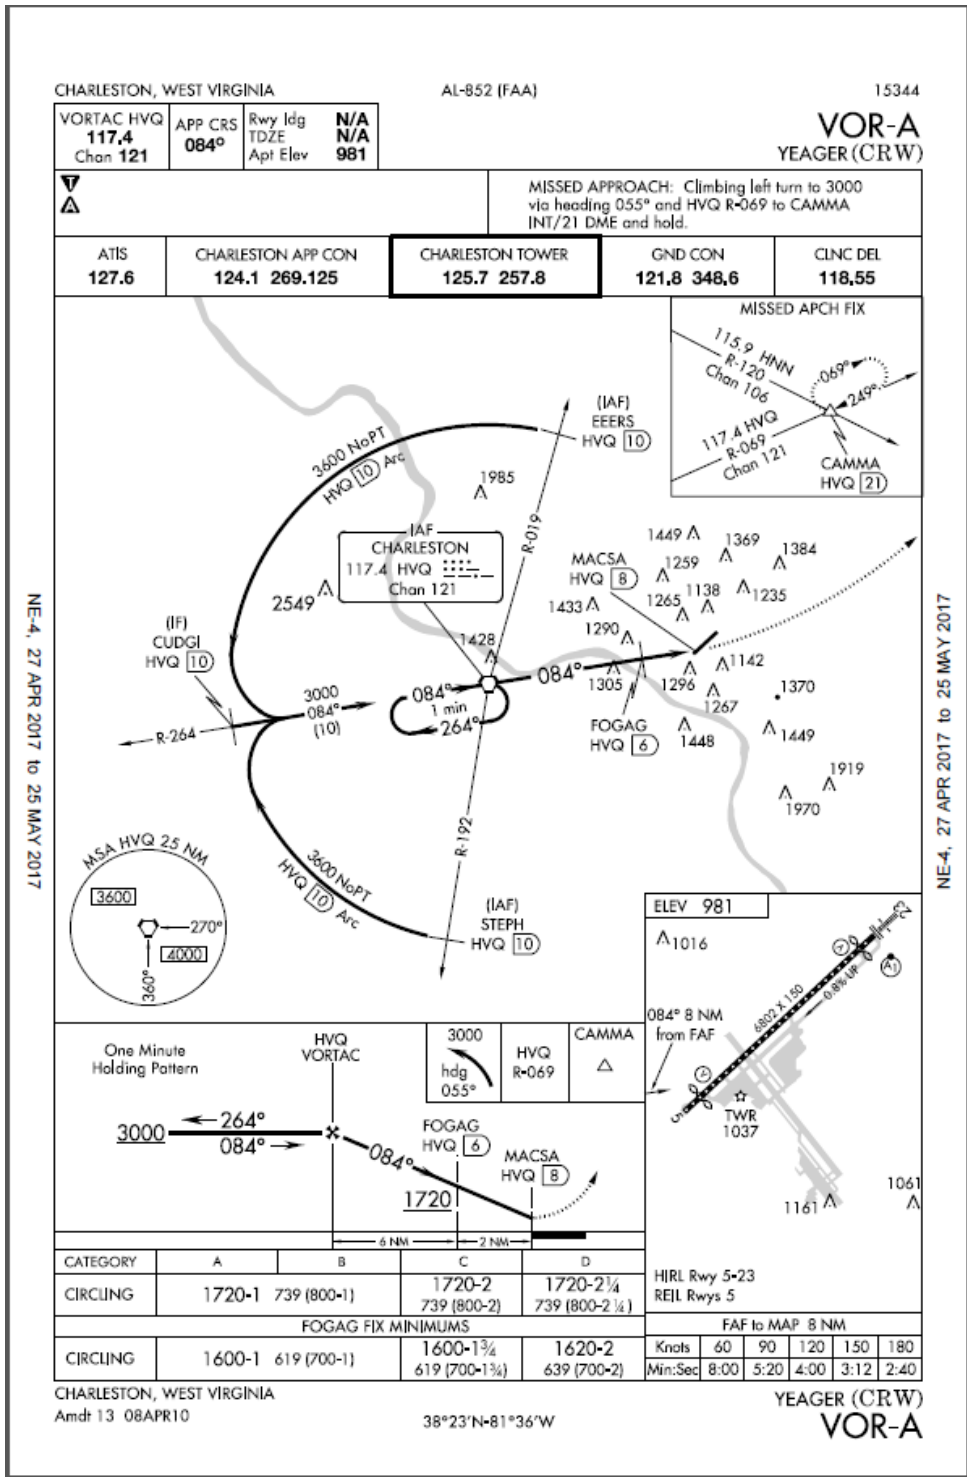 CHARLESTON, WEST VIRGINIA
AL-852 (FAA)
15344
VORTAC HVQ
117.4
Chan 121
APP CRS
084°
Rwy ldg N/A
TDZE N/A
Apt Elev 981
VOR-A
YEAGER (CRW)
T
A
MISSED APPROACH: Climbing left turn to 3000
via heading 055° and HVQ R-069 to CAMMA
INT/21 DME and hold.
ATIS
127.6
CHARLESTON APP CON
124.1 269.125
CHARLESTON TOWER
125.7 257.8
GND CON
121.8 348.6
CLNC DEL
118.55
MISSED APCH FIX
115.9 HNN
R-120
Chan 106
069°
249°
117.4 HVQ
R-069
Chan 121
CAMMA
HVQ 21
(IAF)
EEERS
HVQ 10
3600 NoPT
HVQ 10 Arc
1985
R-019
IAF
CHARLESTON
117.4 HVQ
Chan 121
2549
1428
MACSA
HVQ 8
1449
1369
1384
1259
1138
1235
1265
1433
1290
1305
1296
1142
1267
1370
1448
1449
1919
1970
(IF)
CUDGI
HVQ 10
R-264
3000
084°
(10)
084°
1 min
264°
084°
FOGAG
HVQ 6
R-192
3600 NoPT
HVQ 10 Arc
(IAF)
STEPH
HVQ 10
MSA HVQ 25 NM
3600
270°
4000
360°
NE-4, 27 APR 2017 to 25 MAY 2017
NE-4, 27 APR 2017 to 25 MAY 2017
ELEV 981
1016
23
A1
0.8% UP
6802 X 150
084° 8 NM
from FAF
5
TWR
1037
1161
1061
HIRL Rwy 5-23
REIL Rwys 5
One Minute
Holding Pattern
HVQ
VORTAC
3000
hdg
055°
HVQ
R-069
CAMMA
264°
3000
084°
084°
FOGAG
HVQ 6
MACSA
HVQ 8
1720
6 NM
2 NM
CATEGORY A B C D
CIRCLING 1720-1 739 (800-1) 1720-2 739 (800-2) 1720-2¼ 739 (800-2¼)
FOGAG FIX MINIMUMS
CIRCLING 1600-1 619 (700-1) 1600-1¾ 619 (700-1¾) 1620-2 639 (700-2)
FAF to MAP 8 NM
Knots 60 90 120 150 180
Min:Sec 8:00 5:20 4:00 3:12 2:40
CHARLESTON, WEST VIRGINIA
Amdt 13 08APR10
38°23'N-81°36'W
YEAGER (CRW)
VOR-A